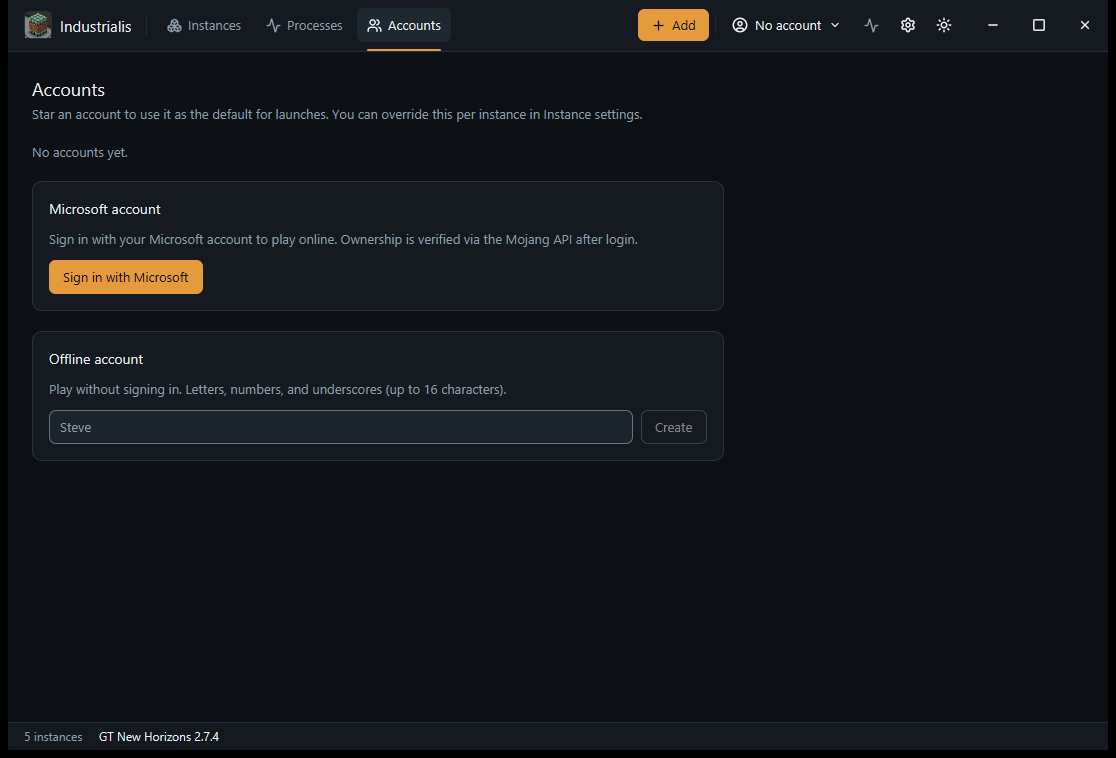 Industrialis Instances Processes Accounts + Add No account
Accounts
Star an account to use it as the default for launches. You can override this per instance in Instance settings.
No accounts yet.
Microsoft account
Sign in with your Microsoft account to play online. Ownership is verified via the Mojang API after login.
Sign in with Microsoft
Offline account
Play without signing in. Letters, numbers, and underscores (up to 16 characters).
Steve Create
5 instances GT New Horizons 2.7.4